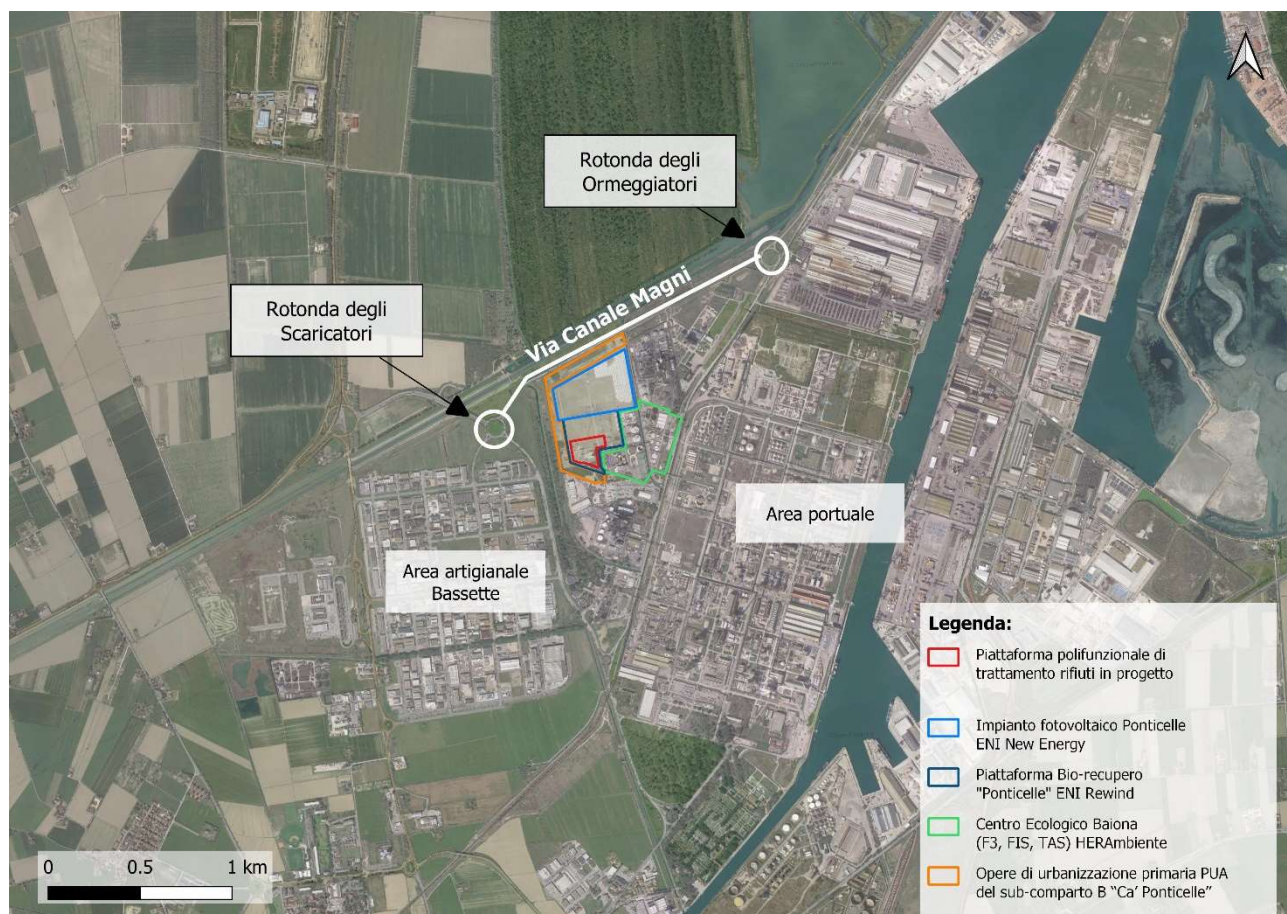 Rotonda degli
Ormeggiatori
Rotonda degli
Scaricatori
Via Canale Magni
Area portuale
Area artigianale
Bassette
Legenda:
Piattaforma polifunzionale di
trattamento rifiuti in progetto
Impianto fotovoltaico Ponticelle
ENI New Energy
Piattaforma Bio-recupero
"Ponticelle" ENI Rewind
Centro Ecologico Baiona
(F3, FIS, TAS) HERAmbiente
Opere di urbanizzazione primaria PUA
del sub-comparto B “Ca’ Ponticelle”
0 0.5 1 km